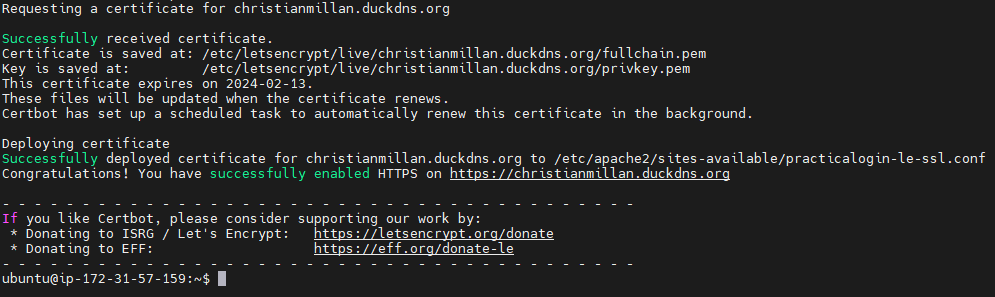 Requesting a certificate for christianmillan.duckdns.org
Successfully received certificate.
Certificate is saved at: /etc/letsencrypt/live/christianmillan.duckdns.org/fullchain.pem
Key is saved at:         /etc/letsencrypt/live/christianmillan.duckdns.org/privkey.pem
This certificate expires on 2024-02-13.
These files will be updated when the certificate renews.
Certbot has set up a scheduled task to automatically renew this certificate in the background.
Deploying certificate
Successfully deployed certificate for christianmillan.duckdns.org to /etc/apache2/sites-available/practicalogin-le-ssl.conf
Congratulations! You have successfully enabled HTTPS on https://christianmillan.duckdns.org
- - - - - - - - - - - - - - - - - - - - - - - - - - - - - - - - - - - - - - - -
If you like Certbot, please consider supporting our work by:
 * Donating to ISRG / Let's Encrypt:   https://letsencrypt.org/donate
 * Donating to EFF:                    https://eff.org/donate-le
- - - - - - - - - - - - - - - - - - - - - - - - - - - - - - - - - - - - - - - -
ubuntu@ip-172-31-57-159:~$